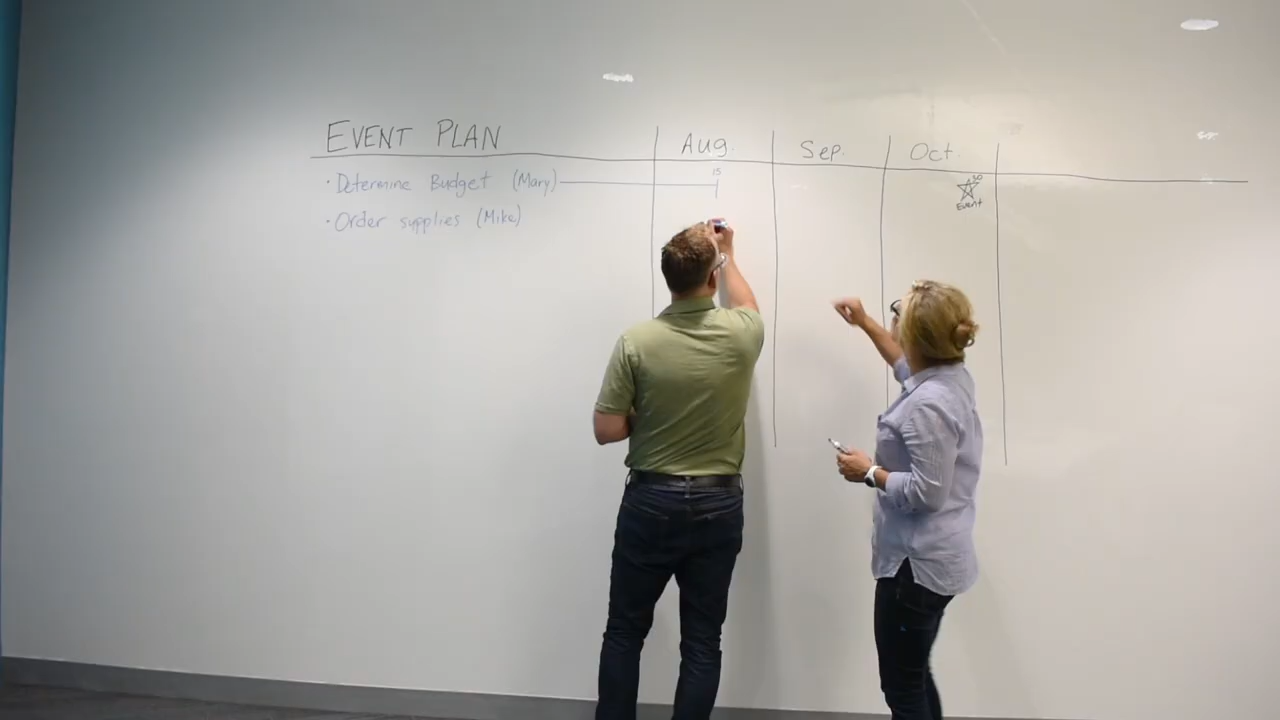 EVENT PLAN Aug. Sep. Oct.
• Determine Budget (Mary) 15 30
Event
• Order supplies (Mike)